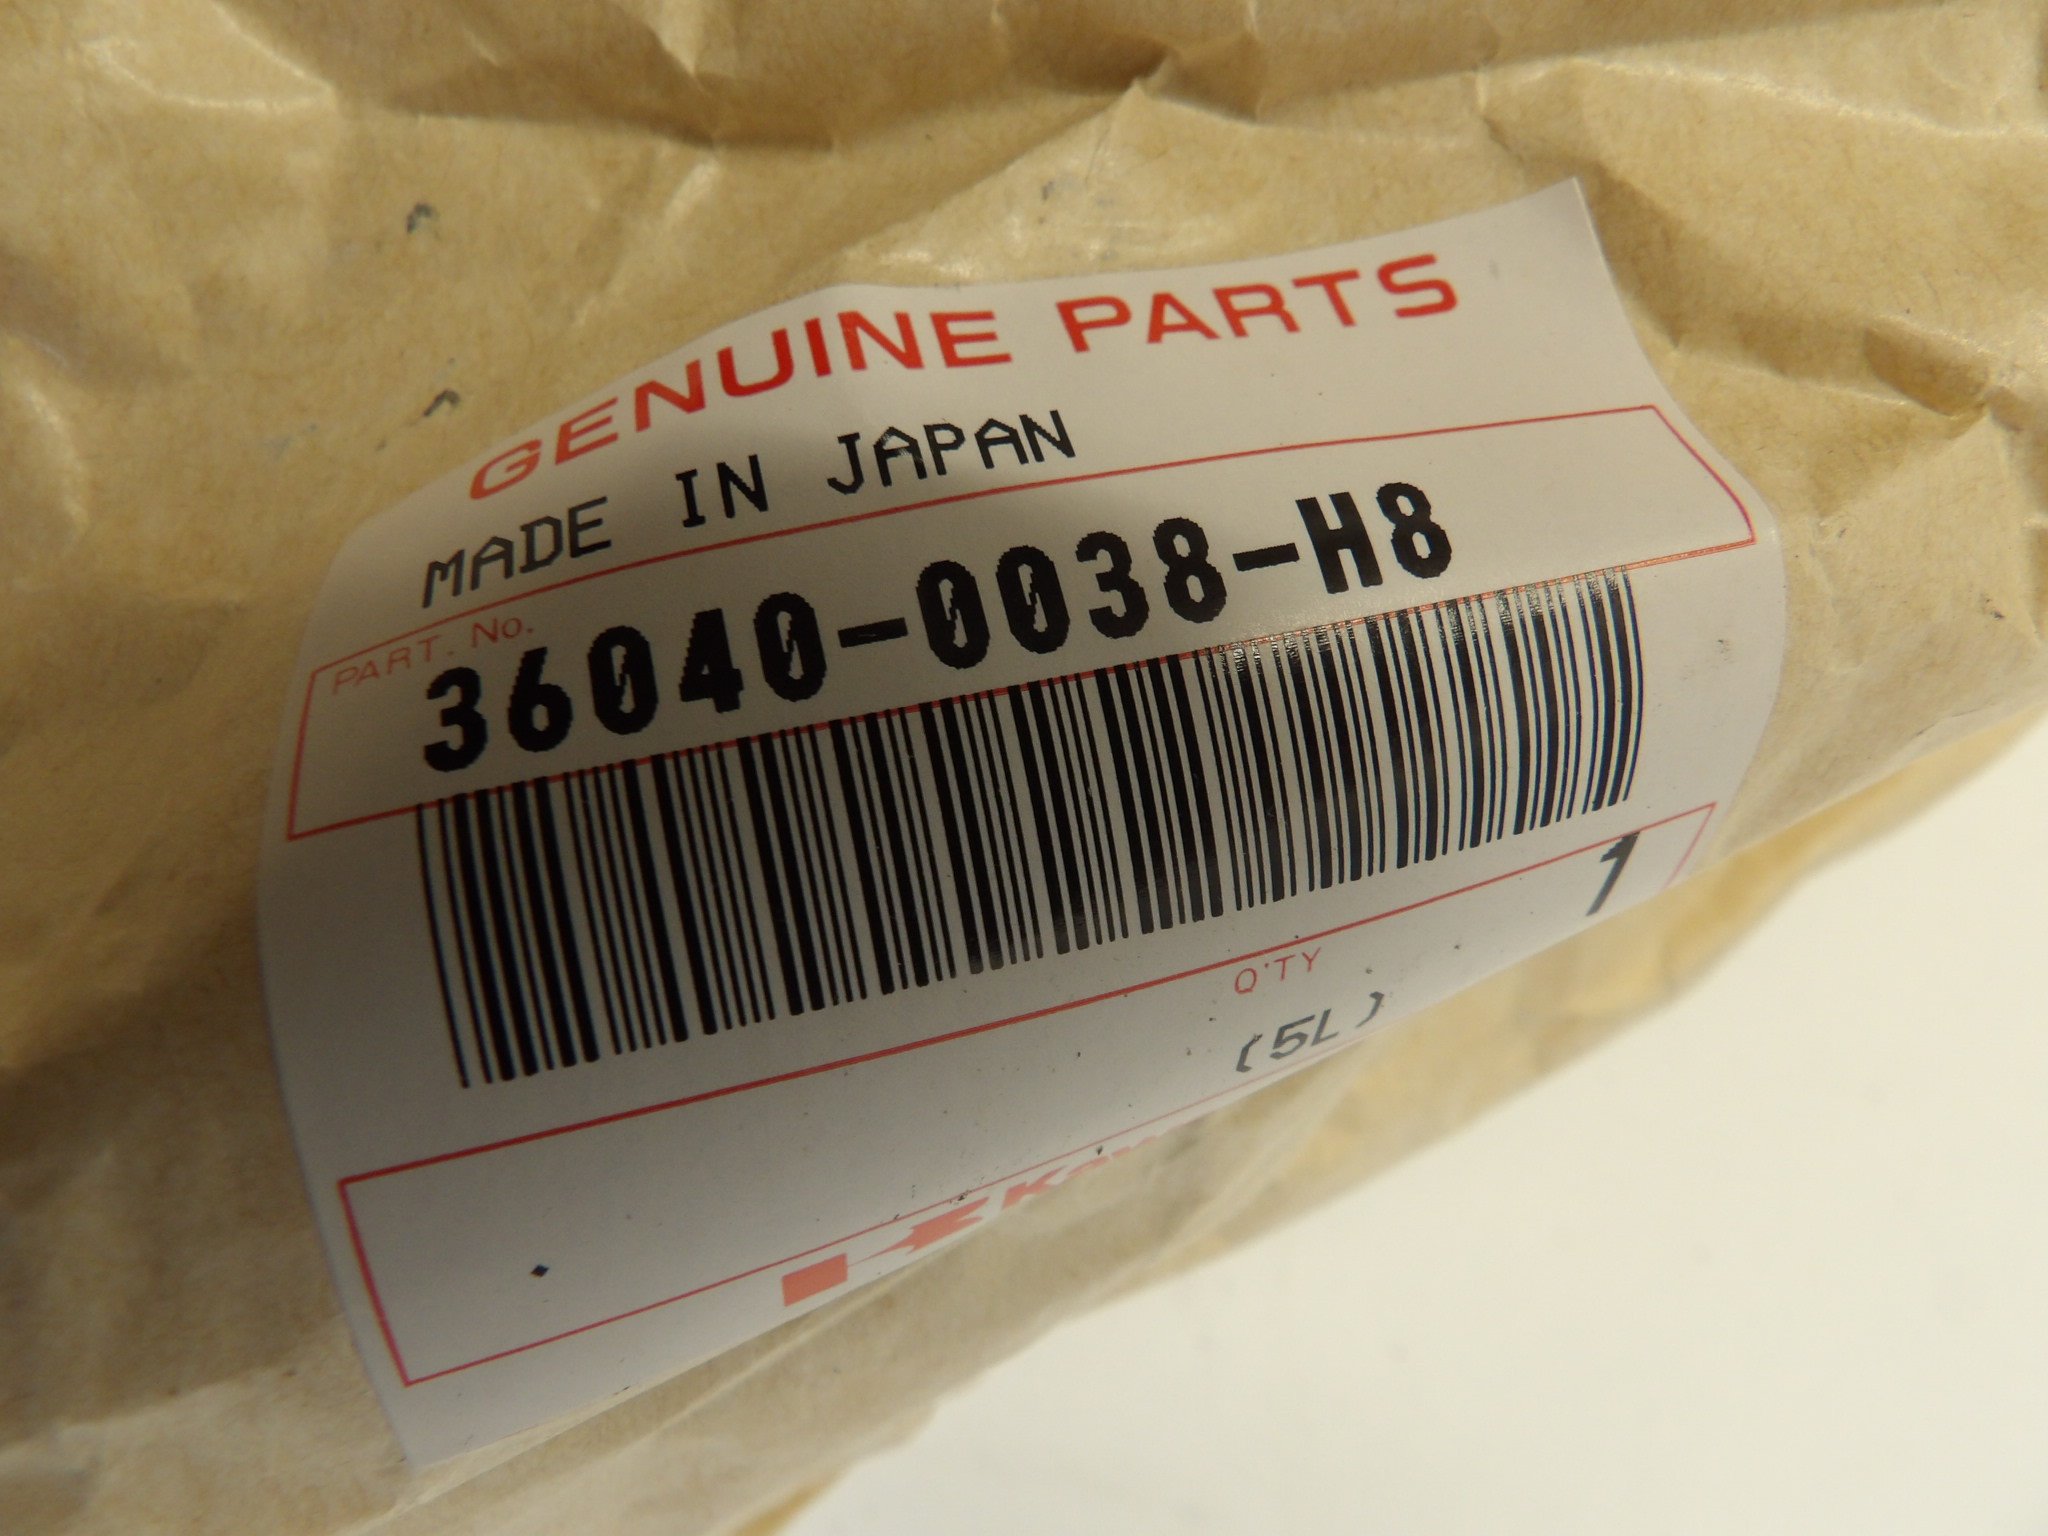 GENUINE PARTS
MADE IN JAPAN
PART. No.
36040-0038-H8
1
Q'TY
(5L)